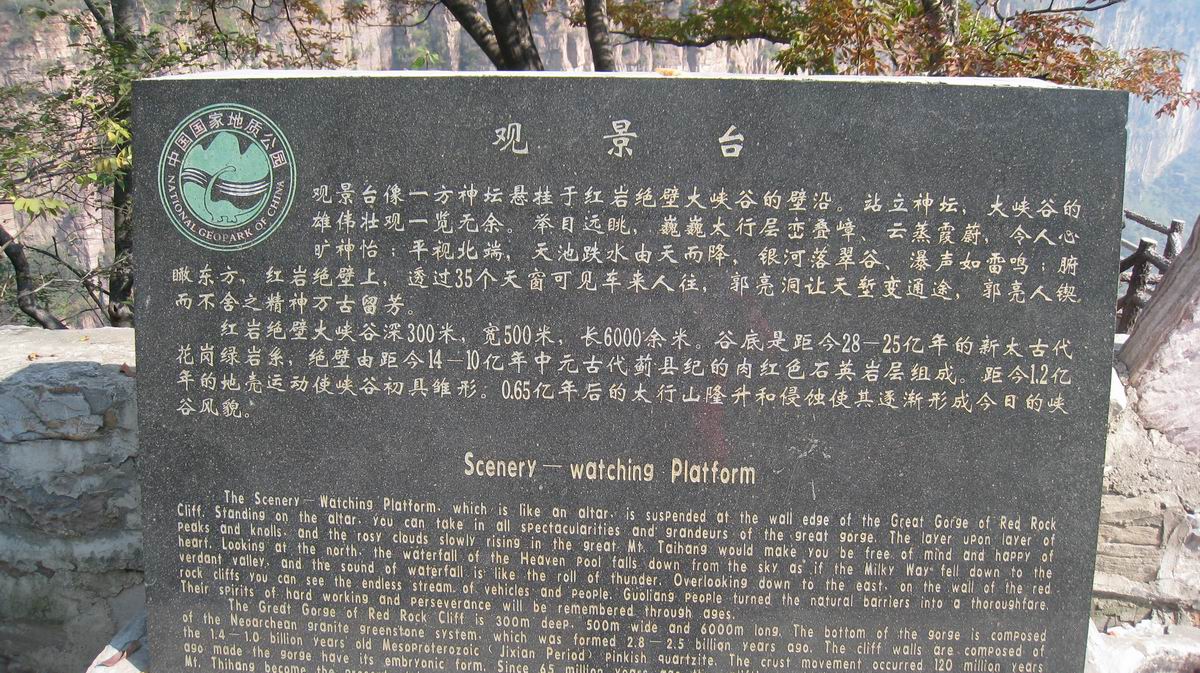 中国国家地质公园
NATIONAL GEOPARK OF CHINA
观景台
观景台像一方神坛悬挂于红岩绝壁大峡谷的壁沿。站立神坛，大峡谷的
雄伟壮观一览无余。举目远眺，巍巍太行层峦叠嶂、云蒸霞蔚，令人心
旷神怡；平视北端，天池跌水由天而降，银河落翠谷、瀑声如雷鸣；腑
瞰东方，红岩绝壁上，透过35个天窗可见车来人往，郭亮洞让天堑变通途，郭亮人锲
而不舍之精神万古留芳。
红岩绝壁大峡谷深300米，宽500米，长6000余米。谷底是距今28—25亿年的新太古代
花岗绿岩系，绝壁由距今14—10亿年中元古代蓟县纪的肉红色石英岩层组成。距今1.2亿
年的地壳运动使峡谷初具雏形。0.65亿年后的太行山隆升和侵蚀使其逐渐形成今日的峡
谷风貌。
Scenery—watching Platform
The Scenery—Watching Platform, which is like an altar, is suspended at the wall edge of the Great Gorge of Red Rock
Cliff. Standing on the altar, you can take in all spectacularities and grandeurs of the great gorge. The layer upon layer of
peaks and knolls, and the rosy clouds slowly rising in the great Mt. Taihang would make you be free of mind and happy of
heart. Looking at the north, the waterfall of the Heaven Pool falls down from the sky as if the Milky Way fell down to the
verdant valley, and the sound of waterfall is like the roll of thunder. Overlooking down to the east, on the wall of the red
rock cliffs you can see the endless stream of vehicles and people. Guoliang people turned the natural barriers into a thoroughfare.
Their spirits of hard working and perseverance will be remembered through ages.
The Great Gorge of Red Rock Cliff is 300m deep, 500m wide and 6000m long. The bottom of the gorge is composed
of the Neoarchean granite greenstone system, which was formed 2.8—2.5 billion years ago. The cliff walls are composed of
the 1.4—1.0 billion years old Mesoproterozoic (Jixian Period) pinkish quartzite. The crust movement occurred 120 million years
ago made the gorge have its embryonic form. Since 65 million years ago the
Mt. Thihang become the